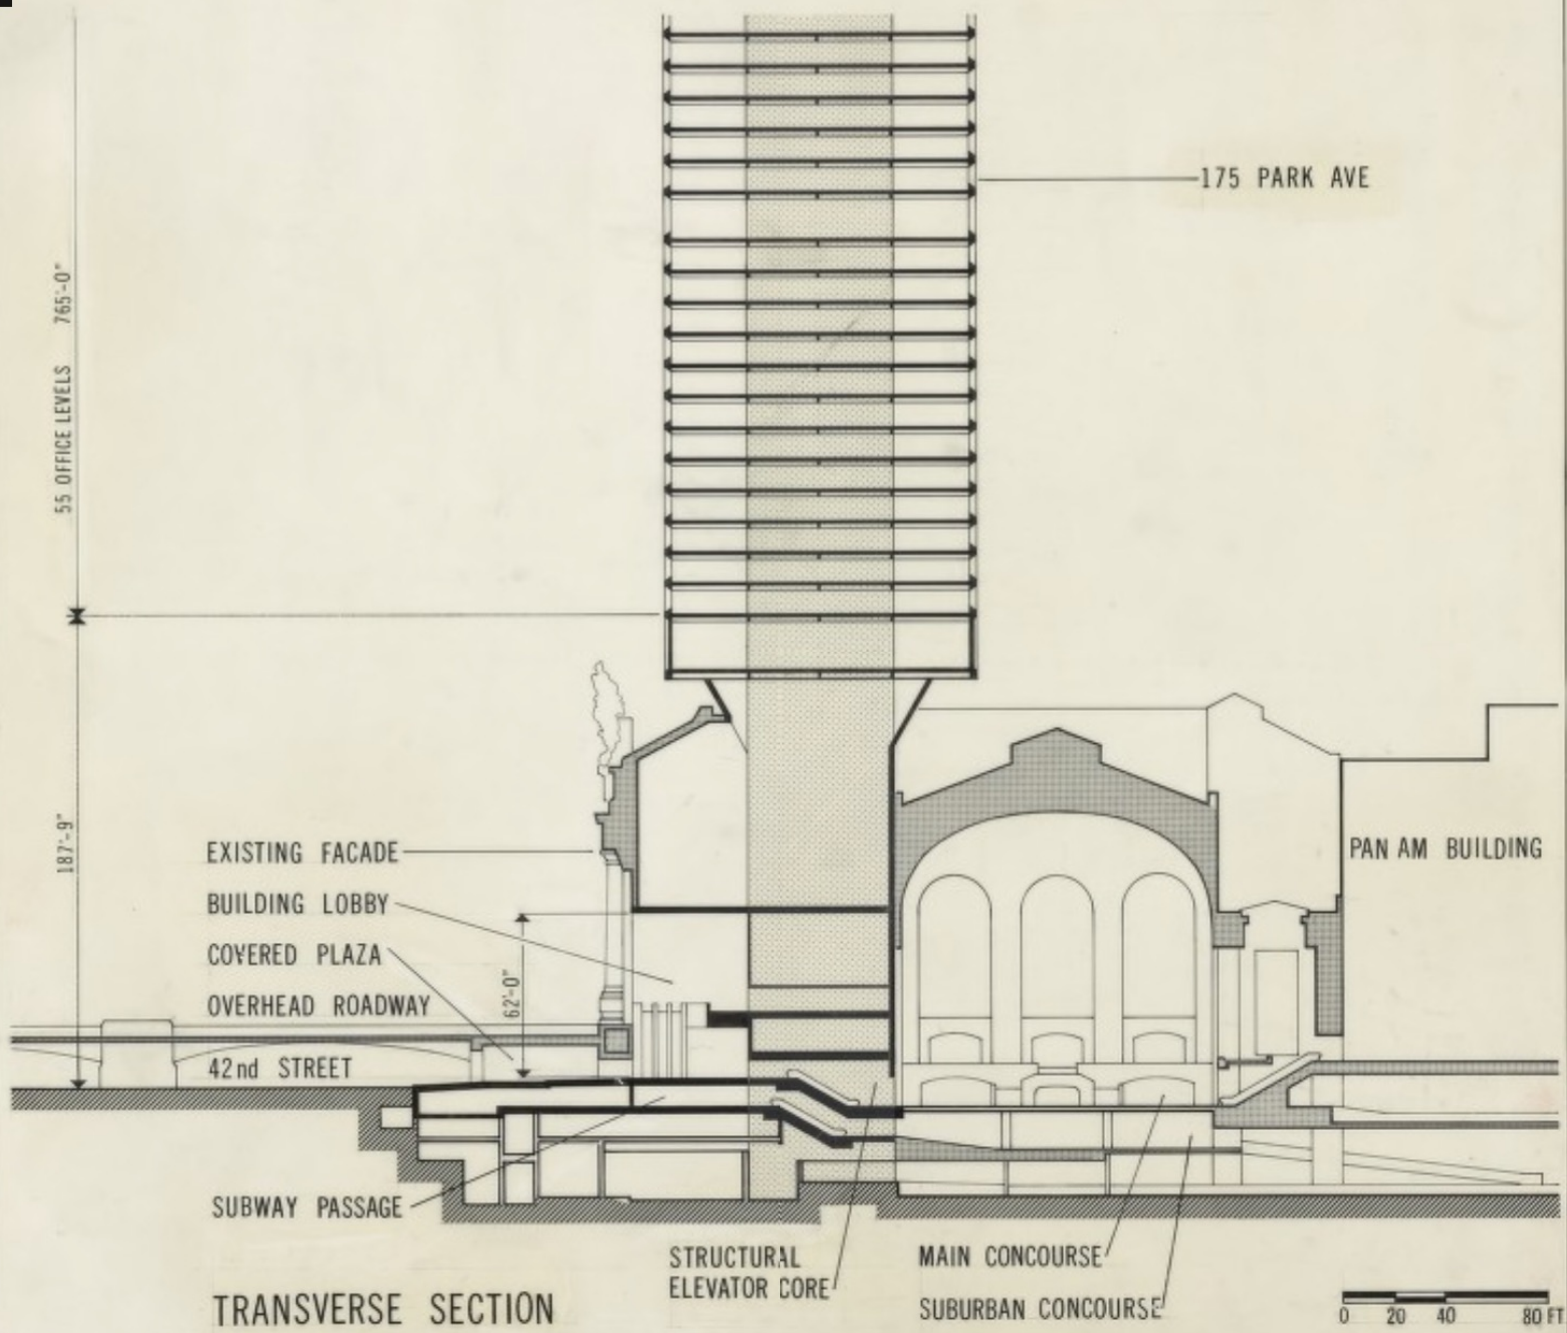 175 PARK AVE
55 OFFICE LEVELS 765'-0"
187'-9"
EXISTING FACADE
BUILDING LOBBY
COVERED PLAZA
OVERHEAD ROADWAY
62'-0"
42nd STREET
PAN AM BUILDING
SUBWAY PASSAGE
STRUCTURAL
ELEVATOR CORE
MAIN CONCOURSE
SUBURBAN CONCOURSE
TRANSVERSE SECTION
0 20 40 80 FT